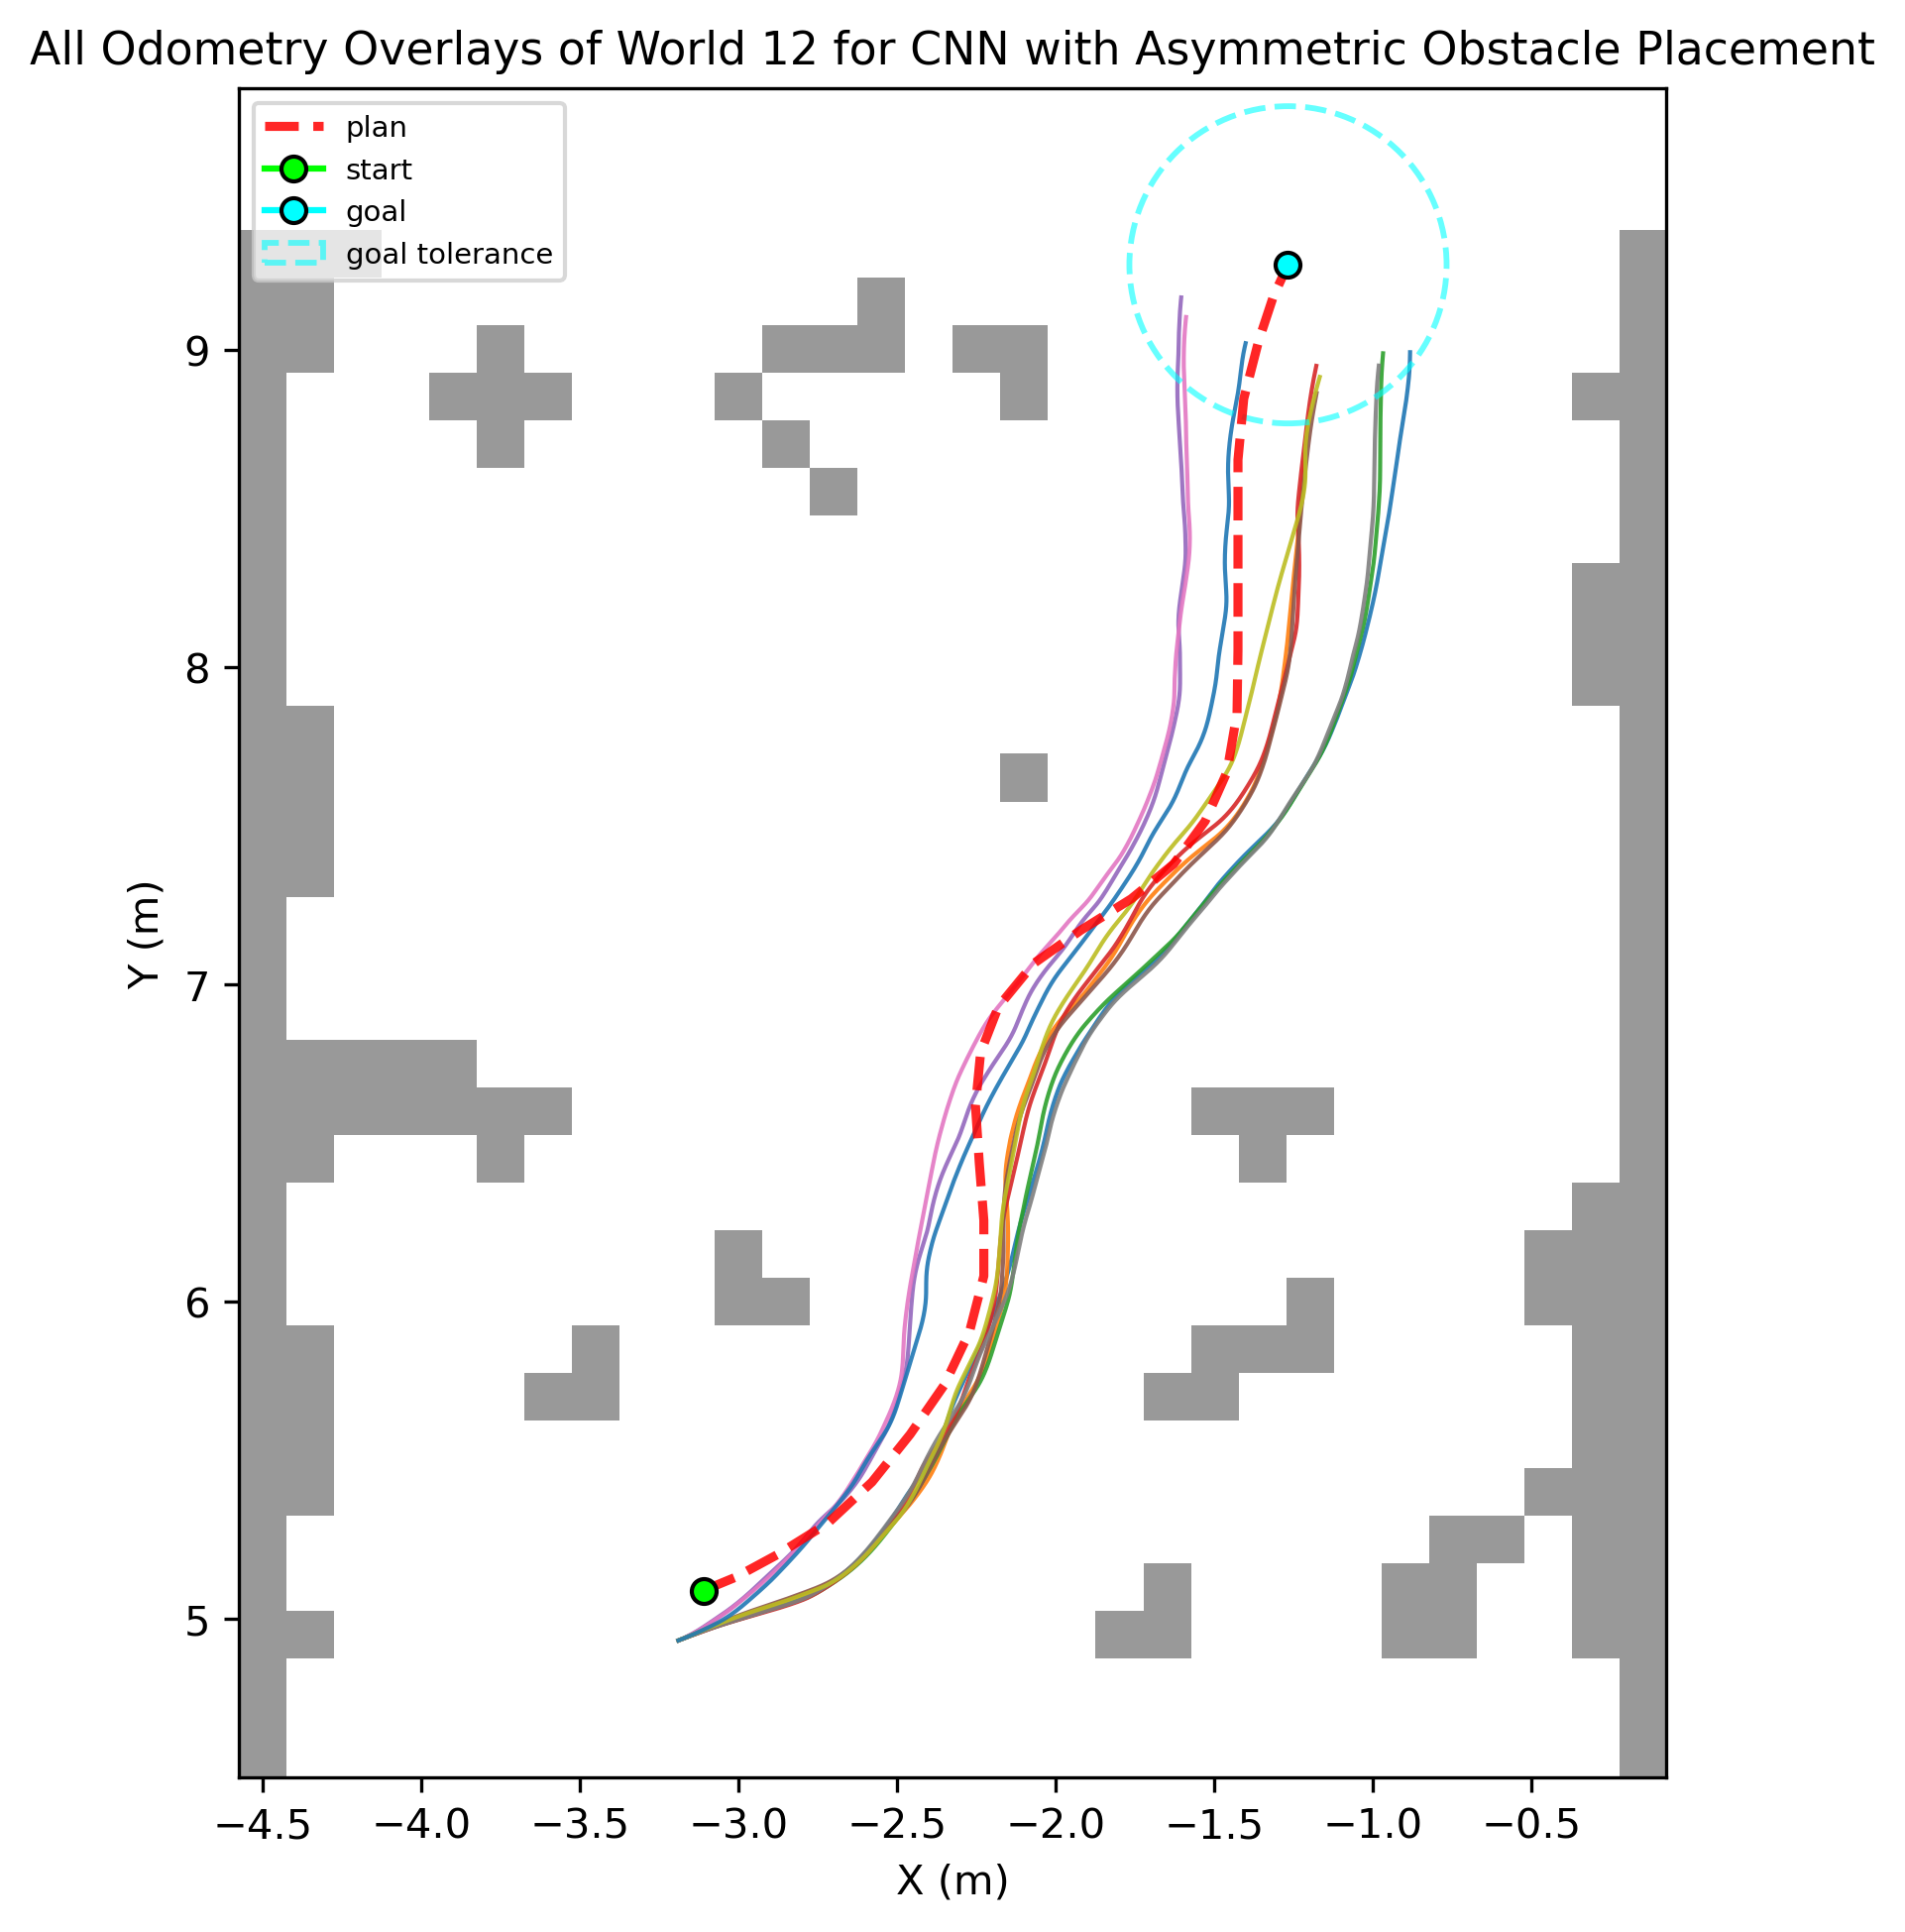 All Odometry Overlays of World 12 for CNN with Asymmetric Obstacle Placement
plan
start
goal
goal tolerance
9
8
7
6
5
Y (m)
−4.5 −4.0 −3.5 −3.0 −2.5 −2.0 −1.5 −1.0 −0.5
X (m)